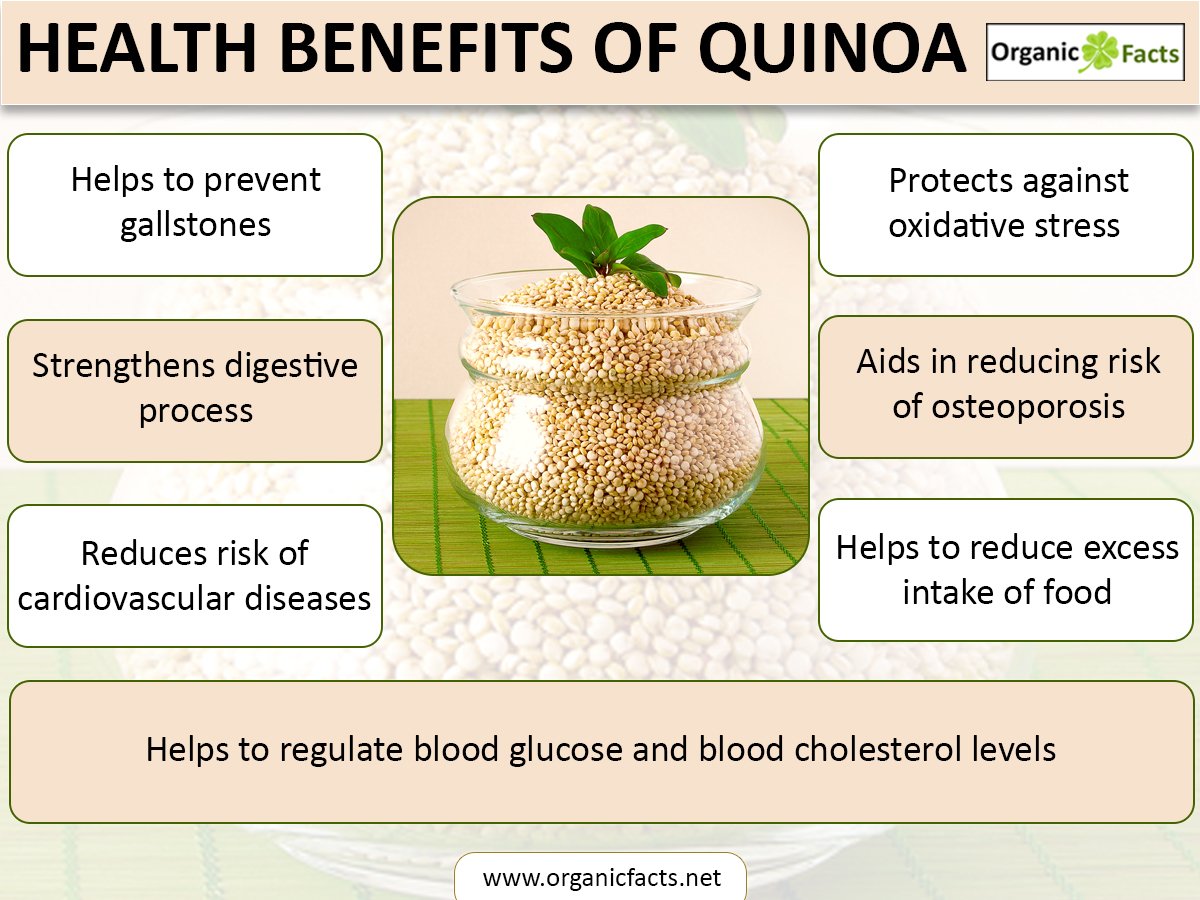 HEALTH BENEFITS OF QUINOA
Organic Facts
Helps to prevent
gallstones
Protects against
oxidative stress
Strengthens digestive
process
Aids in reducing risk
of osteoporosis
Reduces risk of
cardiovascular diseases
Helps to reduce excess
intake of food
Helps to regulate blood glucose and blood cholesterol levels
www.organicfacts.net